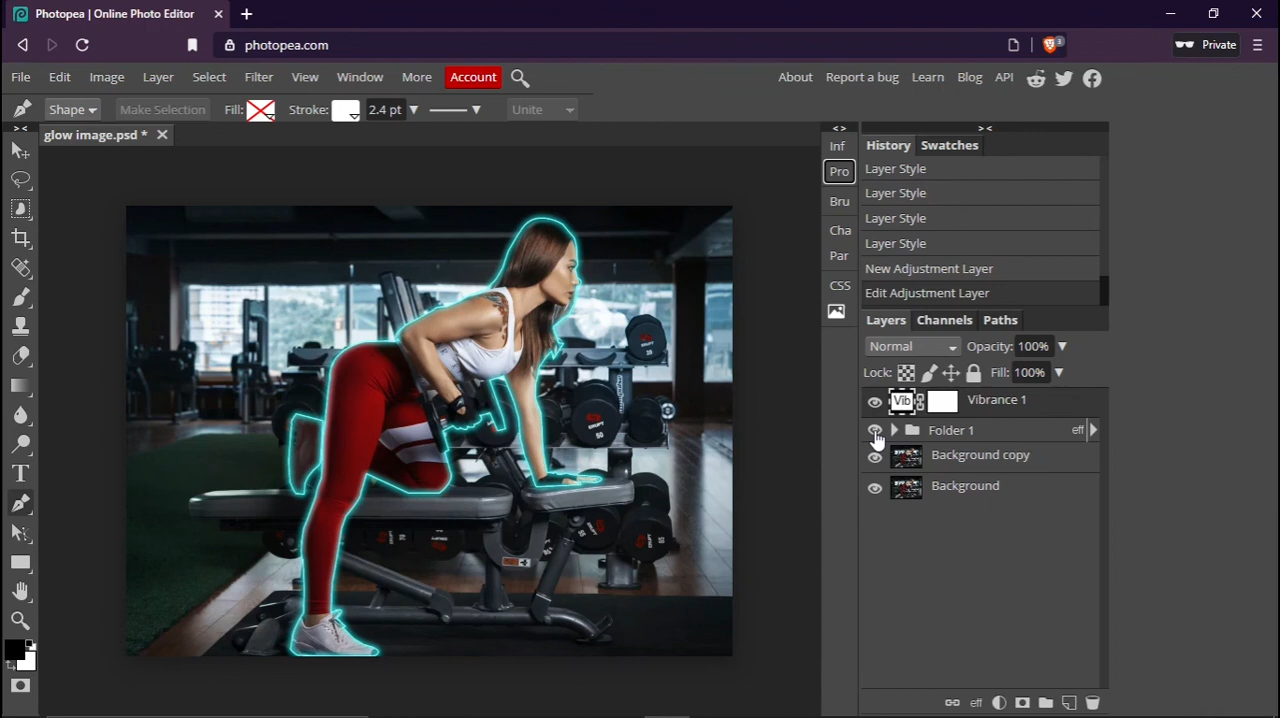 Photopea | Online Photo Editor
photopea.com
3
Private
File Edit Image Layer Select Filter View Window More Account
About Report a bug Learn Blog API
Shape Make Selection Fill: Stroke: 2.4 pt Unite
> <
glow image.psd *
< >
> <
Inf
Pro
Bru
Cha
Par
CSS
History Swatches
Layer Style
Layer Style
Layer Style
Layer Style
New Adjustment Layer
Edit Adjustment Layer
Layers Channels Paths
Normal Opacity: 100%
Lock: Fill: 100%
Vib Vibrance 1
Folder 1 eff
Background copy
Background
eff
50